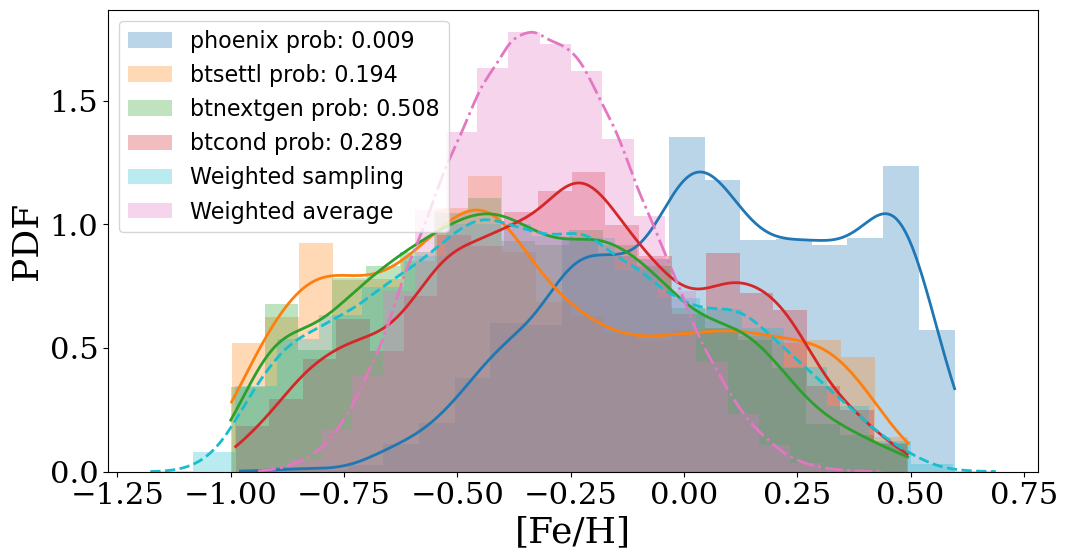 phoenix prob: 0.009
btsettl prob: 0.194
btnextgen prob: 0.508
btcond prob: 0.289
Weighted sampling
Weighted average
PDF
1.5
1.0
0.5
0.0
−1.25 −1.00 −0.75 −0.50 −0.25 0.00 0.25 0.50 0.75
[Fe/H]